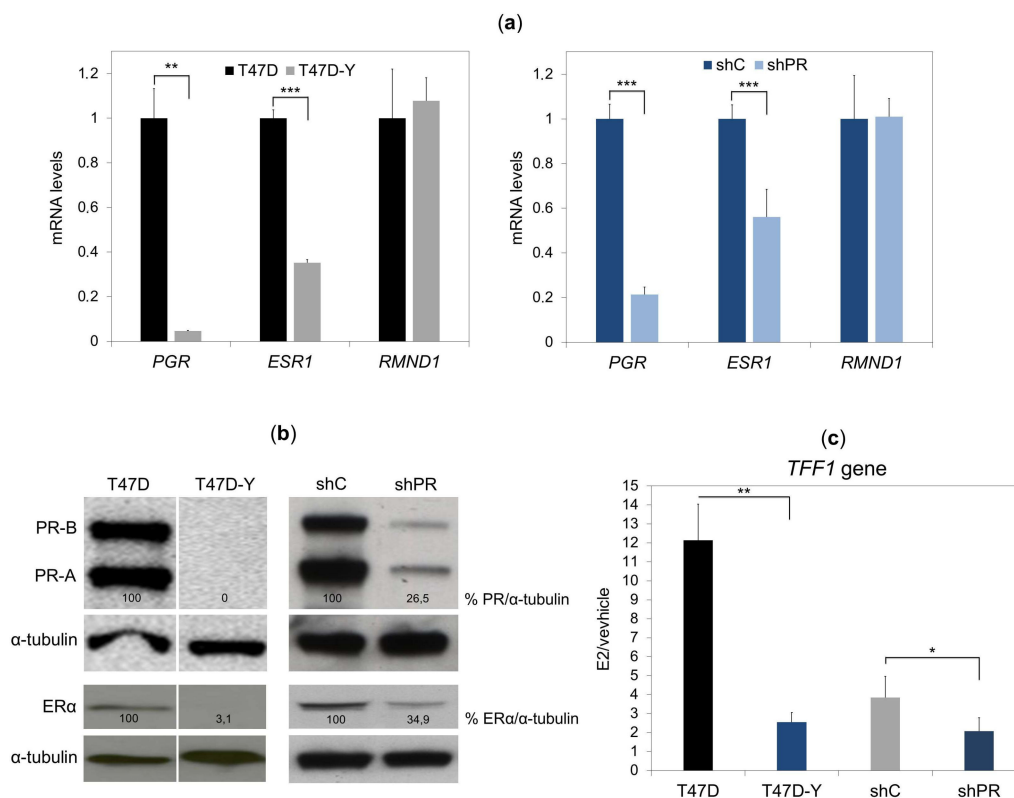 (a)
T47D T47D-Y
**
***
1,2
1
0.8
0.6
0.4
0.2
0
mRNA levels
PGR ESR1 RMND1
shC shPR
***
***
1,2
1
0.8
0.6
0.4
0.2
0
mRNA levels
PGR ESR1 RMND1
(b)
T47D T47D-Y shC shPR
PR-B
PR-A
100 0 100 26,5 % PR/α-tubulin
α-tubulin
ERα
100 3,1 100 34,9 % ERα/α-tubulin
α-tubulin
(c)
TFF1 gene
15
14
13
12
11
10
9
8
7
6
5
4
3
2
1
0
E2/vevhicle
**
*
T47D T47D-Y shC shPR